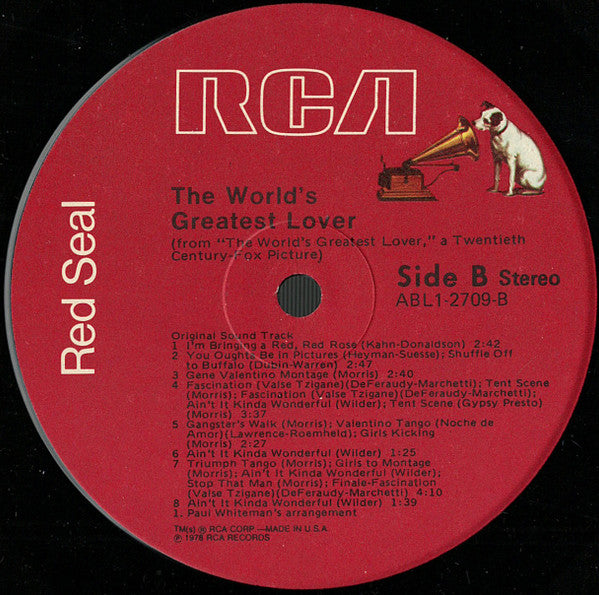 RCA
Red Seal
The World's
Greatest Lover
(from "The World's Greatest Lover," a Twentieth
Century-Fox Picture)
Side B Stereo
ABL1-2709-B
Original Sound Track
1 I'm Bringing a Red, Red Rose (Kahn-Donaldson) 2:42
2 You Oughta Be in Pictures (Heyman-Suesse); Shuffle Off
to Buffalo (Dubin-Warren) 2:47
3 Gene Valentino Montage (Morris) 2:40
4 Fascination (Valse Tzigane)(DeFeraudy-Marchetti); Tent Scene
(Morris); Fascination (Valse Tzigane)(DeFeraudy-Marchetti);
Ain't It Kinda Wonderful (Wilder); Tent Scene (Gypsy Presto)
(Morris) 3:37
5 Gangster's Walk (Morris); Valentino Tango (Noche de
Amor)(Lawrence-Roemheld); Girls Kicking
(Morris) 2:27
6 Ain't It Kinda Wonderful (Wilder) 1:25
7 Triumph Tango (Morris); Girls to Montage
(Morris); Ain't It Kinda Wonderful (Wilder);
Stop That Man (Morris); Finale-Fascination
(Valse Tzigane)(DeFeraudy-Marchetti) 4:10
8 Ain't It Kinda Wonderful (Wilder) 1:39
1. Paul Whiteman's arrangement
TM(s) ® RCA CORP.—MADE IN U.S.A.
℗ 1978 RCA RECORDS